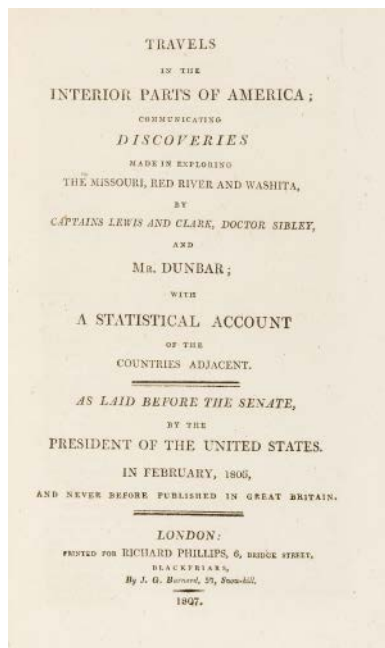 TRAVELS
IN THE
INTERIOR PARTS OF AMERICA;
COMMUNICATING
DISCOVERIES
MADE IN EXPLORING
THE MISSOURI, RED RIVER AND WASHITA,
BY
CAPTAINS LEWIS AND CLARK, DOCTOR SIBLEY,
AND
MR. DUNBAR;
WITH
A STATISTICAL ACCOUNT
OF THE
COUNTRIES ADJACENT.
AS LAID BEFORE THE SENATE,
BY THE
PRESIDENT OF THE UNITED STATES.
IN FEBRUARY, 1806,
AND NEVER BEFORE PUBLISHED IN GREAT BRITAIN.
LONDON:
PRINTED FOR RICHARD PHILLIPS, 6, BRIDGE STREET,
BLACKFRIARS,
By J. G. Barnard, 57, Snow-hill.
1807.